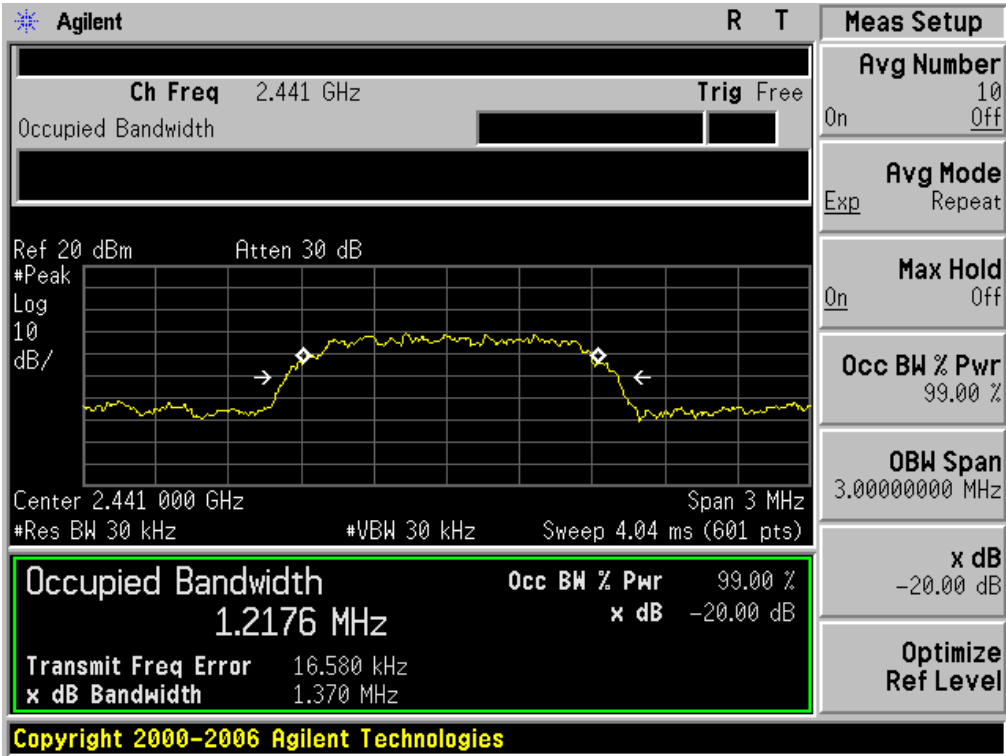 Agilent R T
Ch Freq 2.441 GHz Trig Free
Occupied Bandwidth
Ref 20 dBm Atten 30 dB
#Peak
Log
10
dB/
Center 2.441 000 GHz Span 3 MHz
#Res BW 30 kHz #VBW 30 kHz Sweep 4.04 ms (601 pts)
Occupied Bandwidth
1.2176 MHz
Occ BW % Pwr 99.00 %
x dB -20.00 dB
Transmit Freq Error 16.580 kHz
x dB Bandwidth 1.370 MHz
Copyright 2000-2006 Agilent Technologies
Meas Setup
Avg Number
10
On Off
Avg Mode
Exp Repeat
Max Hold
On Off
Occ BW % Pwr
99.00 %
OBW Span
3.00000000 MHz
x dB
-20.00 dB
Optimize
Ref Level